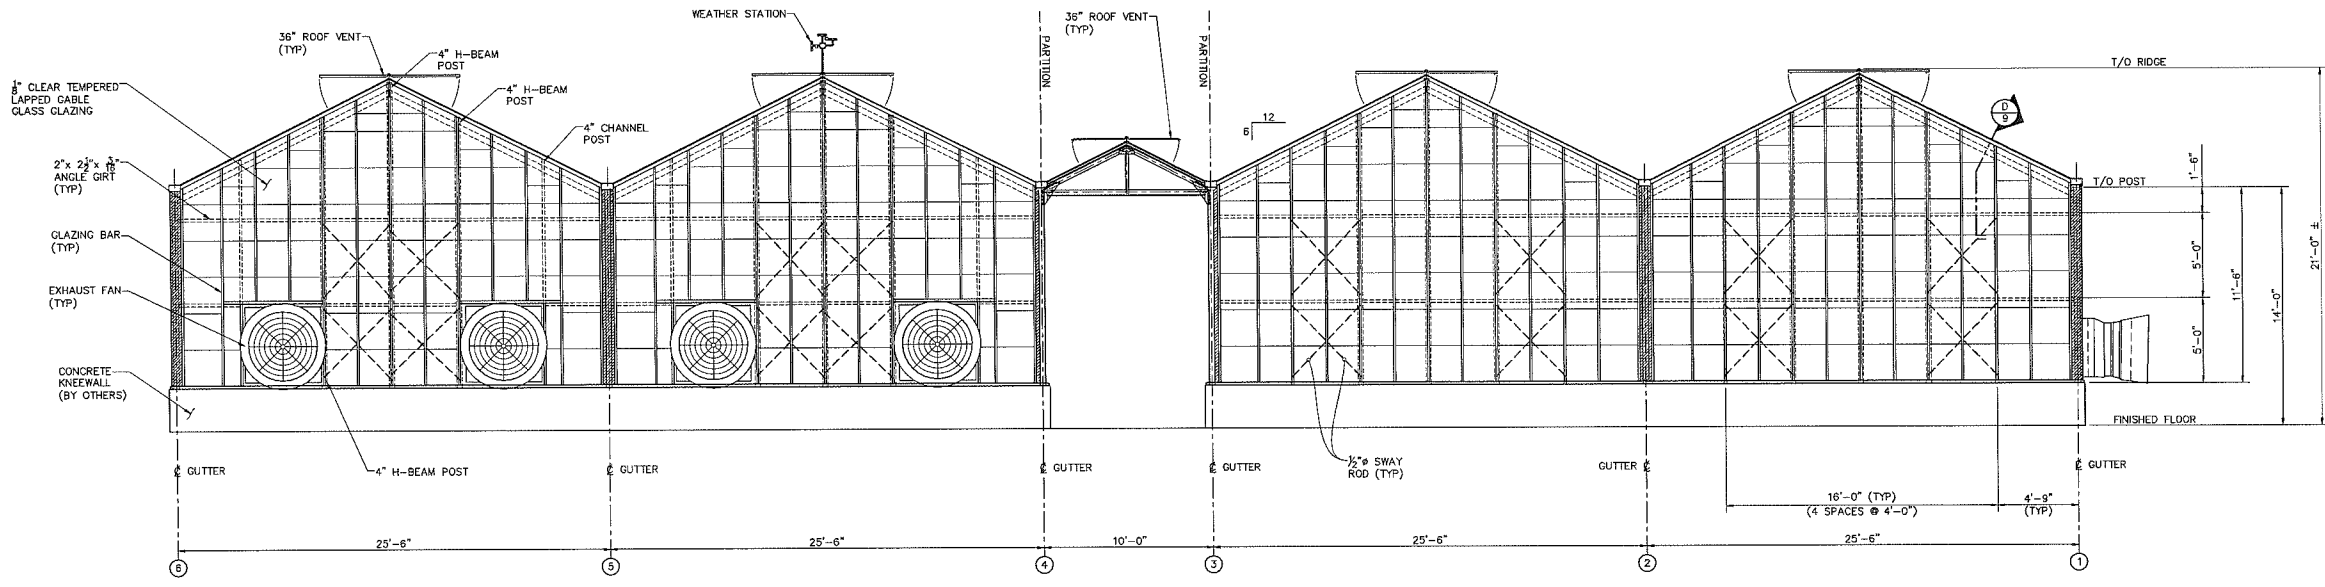 WEATHER STATION
36" ROOF VENT
(TYP)
36" ROOF VENT
(TYP)
4" H-BEAM
POST
1/8" CLEAR TEMPERED
LAPPED GABLE
GLASS GLAZING
4" H-BEAM
POST
4" CHANNEL
POST
PARTITION
PARTITION
12
6
D
9
T/O RIDGE
2"x 2 1/2"x 3/16"
ANGLE GIRT
(TYP)
T/O POST
1'-6"
GLAZING BAR
(TYP)
5'-0"
11'-6"
14'-0"
21'-0" ±
EXHAUST FAN
(TYP)
5'-0"
CONCRETE
KNEEWALL
(BY OTHERS)
FINISHED FLOOR
4" H-BEAM POST
℄ GUTTER
℄ GUTTER
℄ GUTTER
℄ GUTTER
1/2"ø SWAY
ROD (TYP)
GUTTER ℄
℄ GUTTER
16'-0" (TYP)
(4 SPACES @ 4'-0")
4'-9"
(TYP)
25'-6"
25'-6"
10'-0"
25'-6"
25'-6"
6
5
4
3
2
1